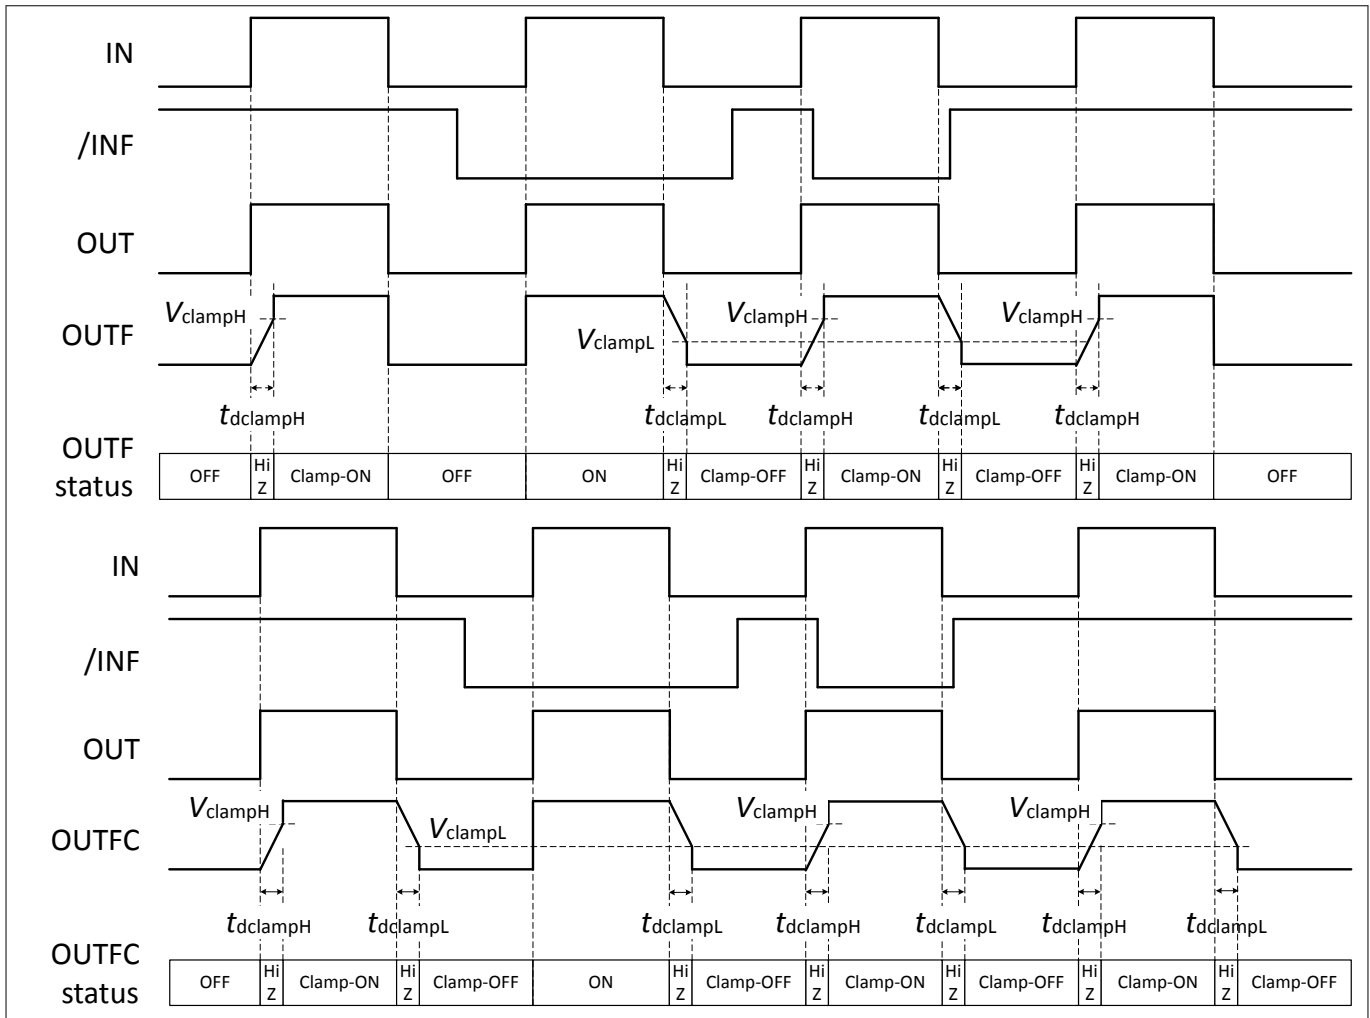 IN
/INF
OUT
VclampH VclampH VclampH
OUTF
VclampL
tdclampH tdclampL tdclampH tdclampL tdclampH
OUTF
status
OFF Hi Z Clamp-ON OFF ON Hi Z Clamp-OFF Hi Z Clamp-ON Hi Z Clamp-OFF Hi Z Clamp-ON OFF
IN
/INF
OUT
VclampH VclampH VclampH
OUTFC
VclampL
tdclampH tdclampL tdclampL tdclampH tdclampL tdclampH tdclampL
OUTFC
status
OFF Hi Z Clamp-ON Hi Z Clamp-OFF ON Hi Z Clamp-OFF Hi Z Clamp-ON Hi Z Clamp-OFF Hi Z Clamp-ON Hi Z Clamp-OFF